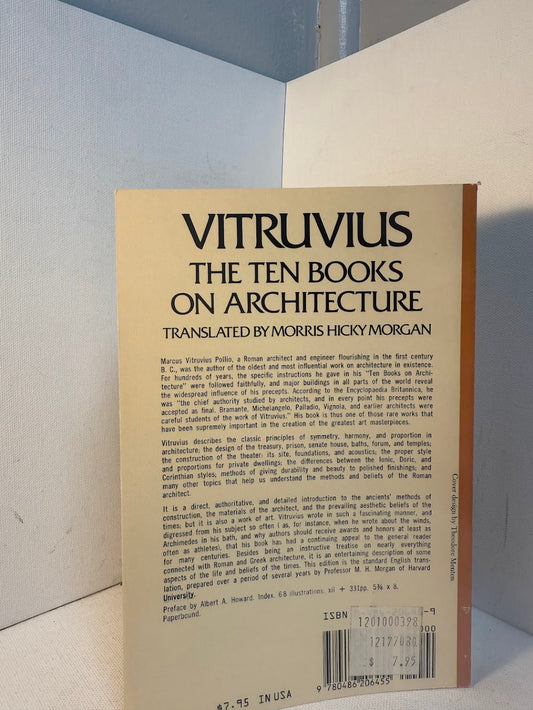 VITRUVIUS
THE TEN BOOKS
ON ARCHITECTURE
TRANSLATED BY MORRIS HICKY MORGAN
Marcus Vitruvius Pollio, a Roman architect and engineer flourishing in the first century
B. C., was the author of the oldest and most influential work on architecture in existence.
For hundreds of years, the specific instructions he gave in his "Ten Books on Archi-
tecture" were followed faithfully, and major buildings in all parts of the world reveal
the widespread influence of his precepts. According to the Encyclopaedia Britannica, he
was "the chief authority studied by architects, and in every point his precepts were
accepted as final. Bramante, Michelangelo, Palladio, Vignola, and earlier architects were
careful students of the work of Vitruvius." His book is thus one of those rare works that
have been supremely important in the creation of the greatest art masterpieces.
Vitruvius describes the classic principles of symmetry, harmony, and proportion in
architecture; the design of the treasury, prison, senate house, baths, forum, and temples;
the construction of the theater: its site, foundations, and acoustics; the proper style
and proportions for private dwellings; the differences between the Ionic, Doric, and
Corinthian styles; methods of giving durability and beauty to polished finishings; and
many other topics that help us understand the methods and beliefs of the Roman
architect.
It is a direct, authoritative, and detailed introduction to the ancients' methods of
construction, the materials of the architect, and the prevailing aesthetic beliefs of the
times; but it is also a work of art. Vitruvius wrote in such a fascinating manner, and
digressed from his subject so often (as, for instance, when he wrote about the winds,
Archimedes in his bath, and why authors should receive awards and honors at least as
often as athletes), that his book has had a continuing appeal to the general reader
for many centuries. Besides being an instructive treatise on nearly everything
connected with Roman and Greek architecture, it is an entertaining description of some
aspects of the life and beliefs of the times. This edition is the standard English trans-
lation, prepared over a period of several years by Professor M. H. Morgan of Harvard
University.
Preface by Albert A. Howard. Index. 68 illustrations. xii + 331pp. 5⅜ x 8.
Paperbound.
Cover design by Theodore Menten
ISBN -9
1201000398
12177080
$ 7.95
000
9 780486 206455
$7.95 IN USA